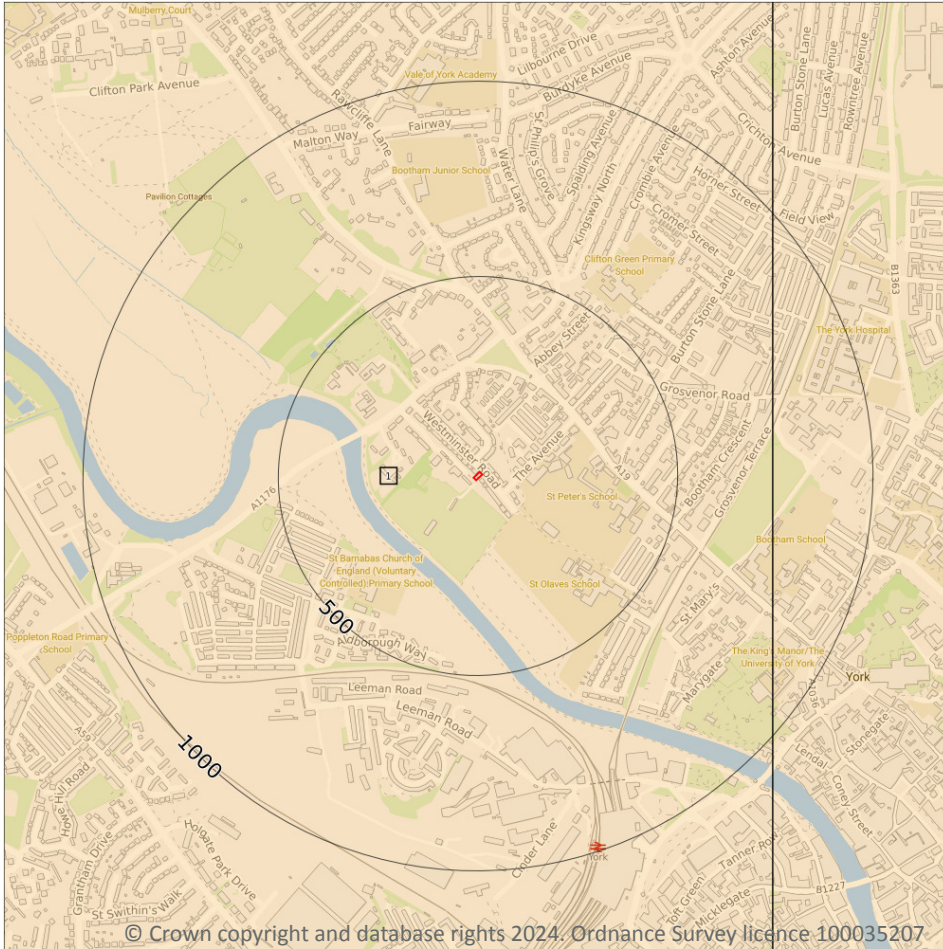 Mulberry Court
Lilbourne Drive
Ashton Avenue
Burton Stone Lane
Lucas Avenue
Rowntree Avenue
Vale of York Academy
Burdyke Avenue
Clifton Park Avenue
Rawcliffe Lane
Fairway
Malton Way
St Philip's Grove
Spalding Avenue
Crichton Avenue
Water Lane
Crombie Avenue
Bootham Junior School
Horner Street
Pavilion Cottages
Kingsway North
Cromer Street
Field View
Clifton Green Primary
School
B1363
Burton Stone Lane
Abbey Street
The York Hospital
Grosvenor Road
Westminster Road
The Avenue
Bootham Crescent
Grosvenor Terrace
A19
1
A1176
St Peter's School
Bootham School
St Barnabas Church of
England (Voluntary
Controlled) Primary School
St Olaves School
500
St Mary's
Poppleton Road Primary
School
Adborough Way
The King's Manor/The
University of York
Marygate
York
Leeman Road
A1036
Leeman Road
Stonegate
A59
1000
Lendal
Coney Street
Howe Hill Road
Holgate Park Drive
Cinder Lane
York
Tanner Row
Grantham Drive
B1227
Toft Green
Micklegate
St Swithin's Walk
© Crown copyright and database rights 2024. Ordnance Survey licence 100035207